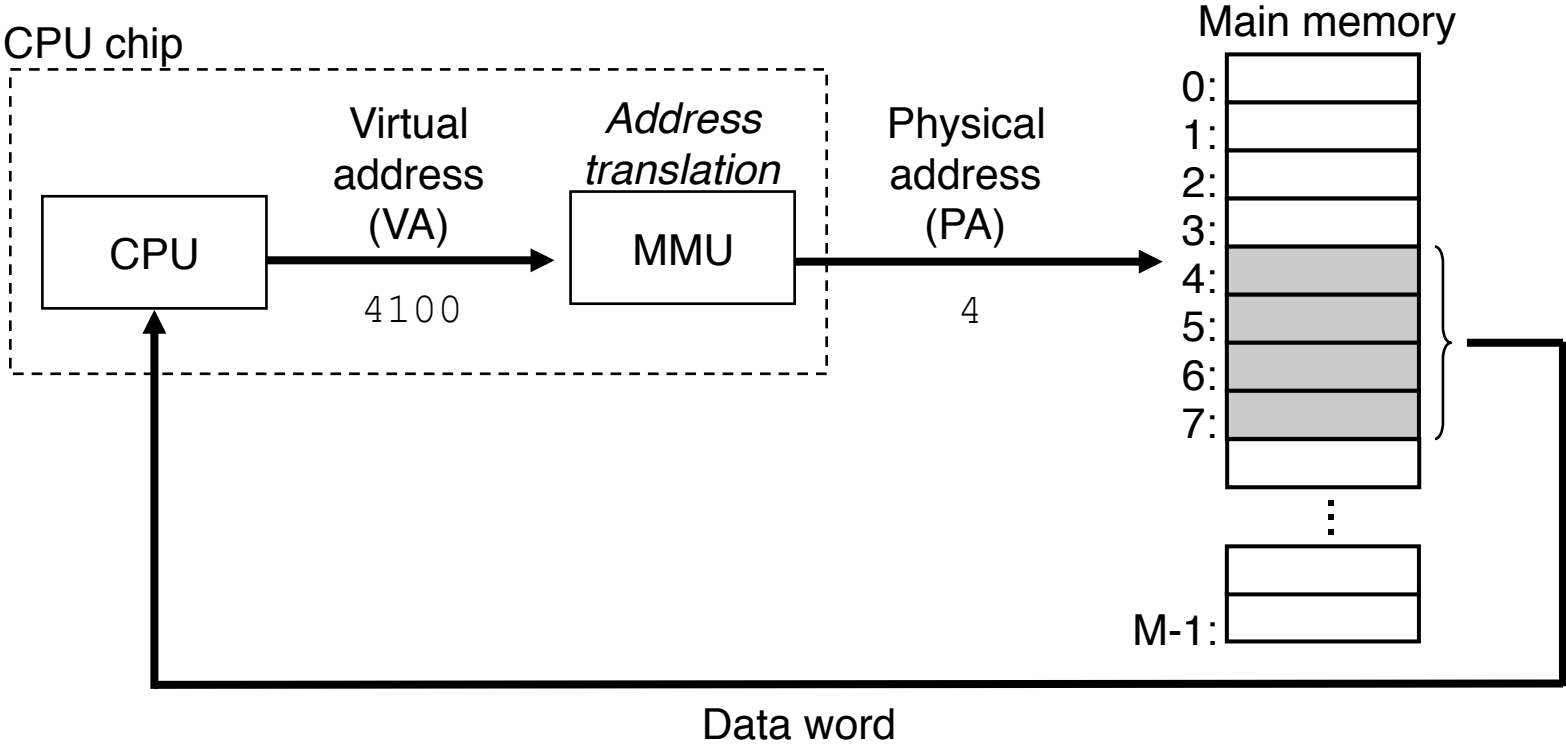 Main memory
CPU chip
Virtual
address
(VA)
Address
translation
Physical
address
(PA)
CPU
MMU
4100
4
0:
1:
2:
3:
4:
5:
6:
7:
M-1:
Data word